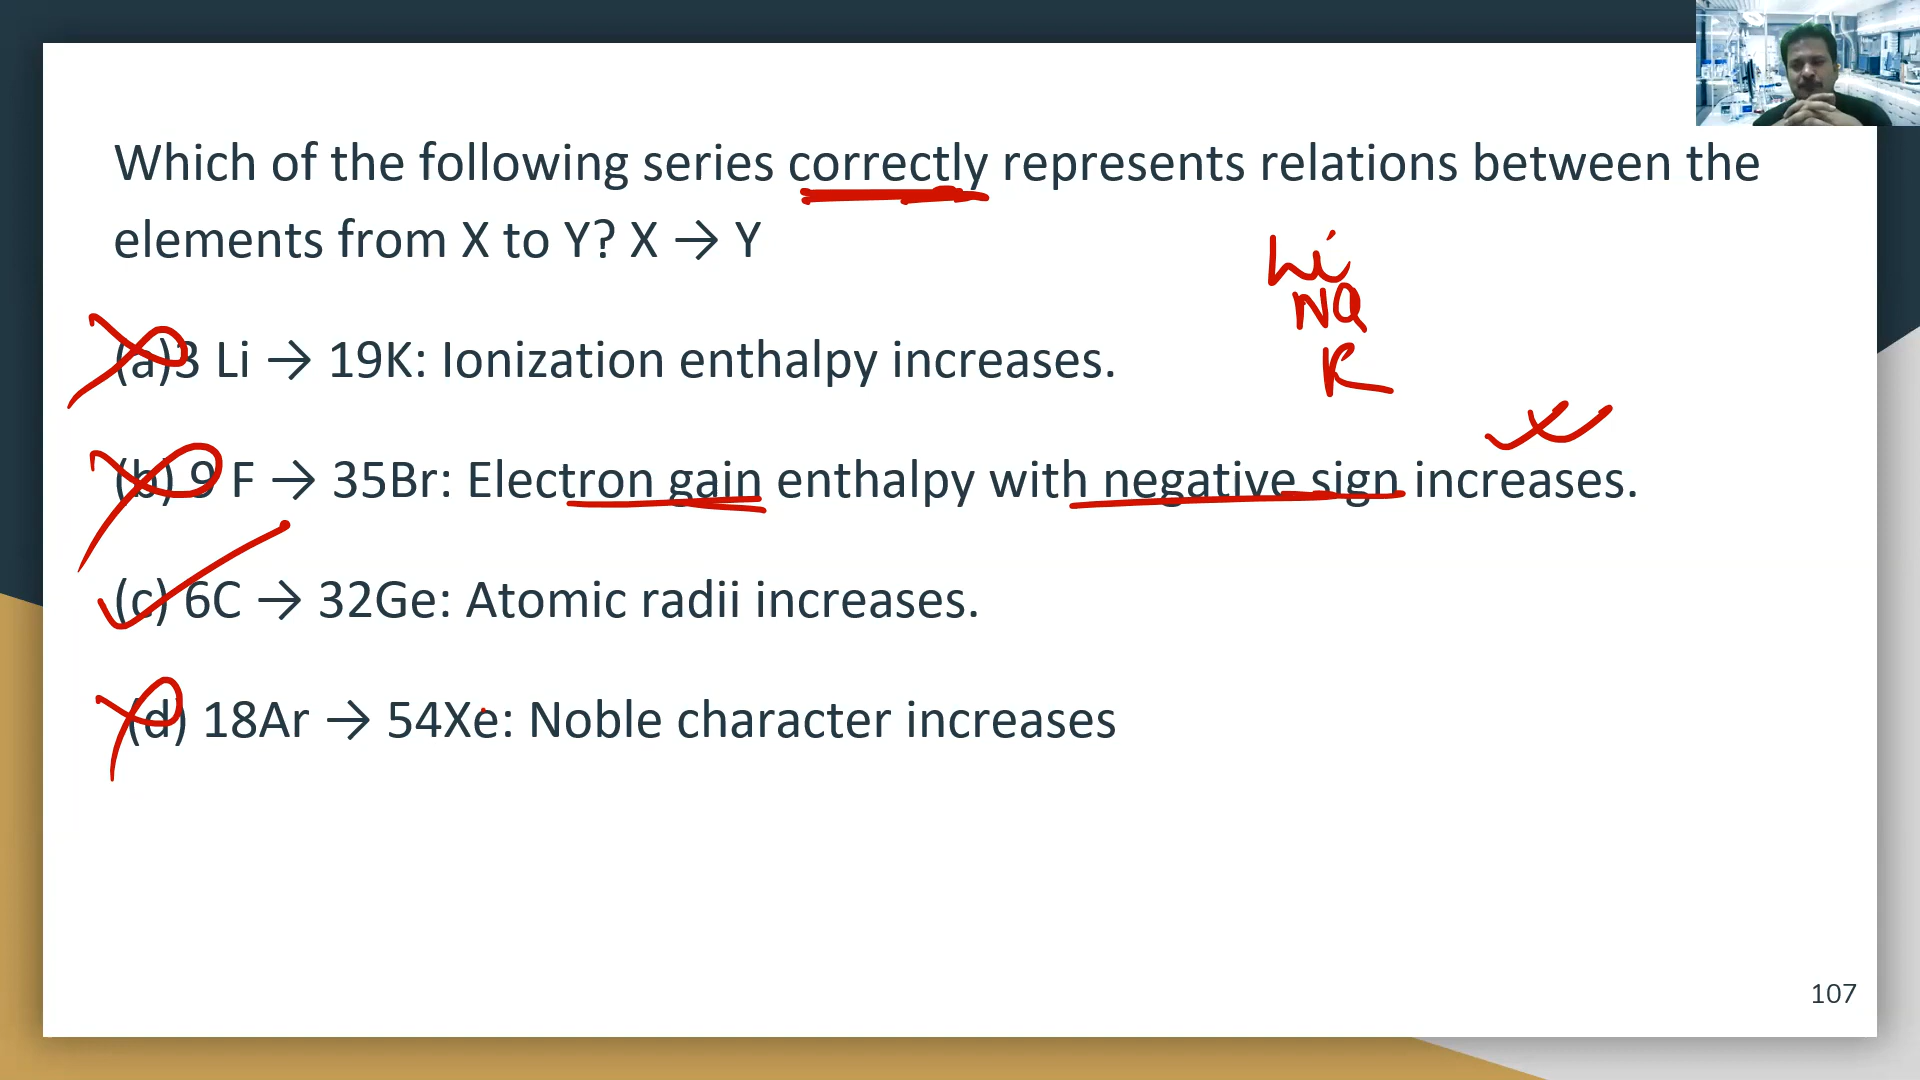 Which of the following series correctly represents relations between the
elements from X to Y? X → Y
Li
Na
K
(a)3 Li → 19K: Ionization enthalpy increases.
(b) 9 F → 35Br: Electron gain enthalpy with negative sign increases.
(c) 6C → 32Ge: Atomic radii increases.
(d) 18Ar → 54Xe: Noble character increases
107